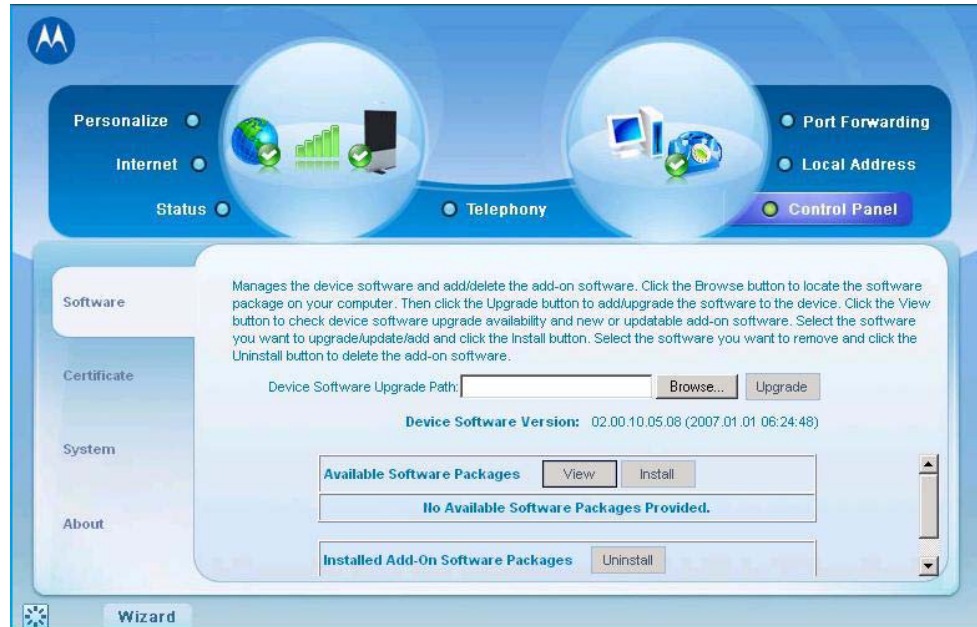 Personalize
Internet
Status
Telephony
Port Forwarding
Local Address
Control Panel
Software
Certificate
System
About
Manages the device software and add/delete the add-on software. Click the Browse button to locate the software
package on your computer. Then click the Upgrade button to add/upgrade the software to the device. Click the View
button to check device software upgrade availability and new or updatable add-on software. Select the software
you want to upgrade/update/add and click the Install button. Select the software you want to remove and click the
Uninstall button to delete the add-on software.
Device Software Upgrade Path: Browse... Upgrade
Device Software Version: 02.00.10.05.08 (2007.01.01 06:24:48)
Available Software Packages View Install
No Available Software Packages Provided.
Installed Add-On Software Packages Uninstall
Wizard